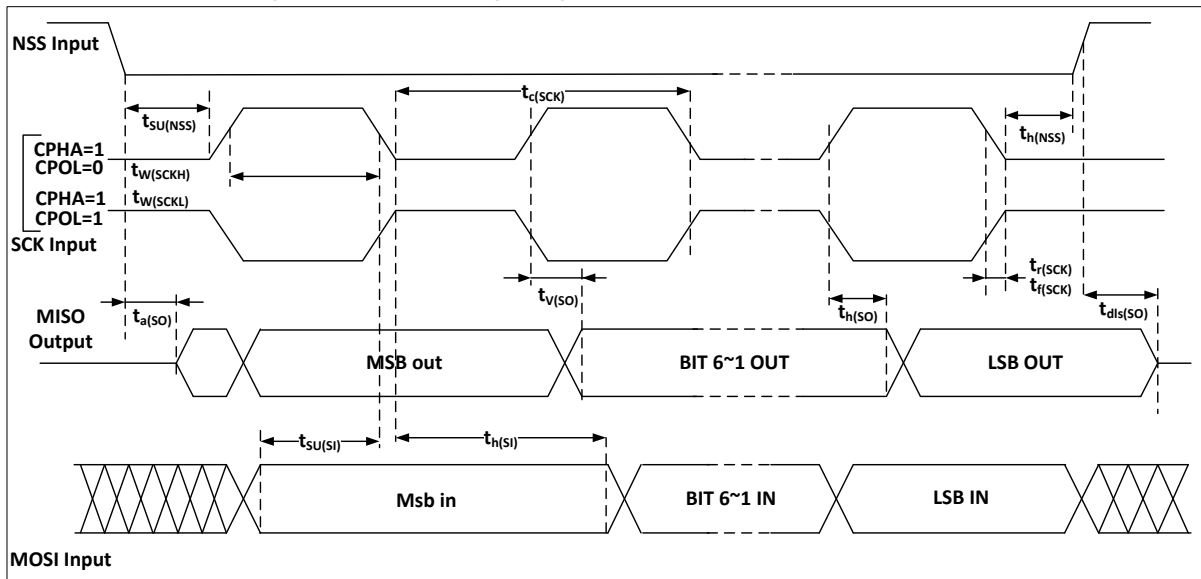 NSS Input
tc(SCK)
tSU(NSS)
th(NSS)
CPHA=1
CPOL=0
tW(SCKH)
CPHA=1
tW(SCKL)
CPOL=1
SCK Input
tr(SCK)
tV(SO)
tf(SCK)
ta(SO)
th(SO)
tdls(SO)
MISO
Output
MSB out
BIT 6~1 OUT
LSB OUT
tSU(SI)
th(SI)
Msb in
BIT 6~1 IN
LSB IN
MOSI Input